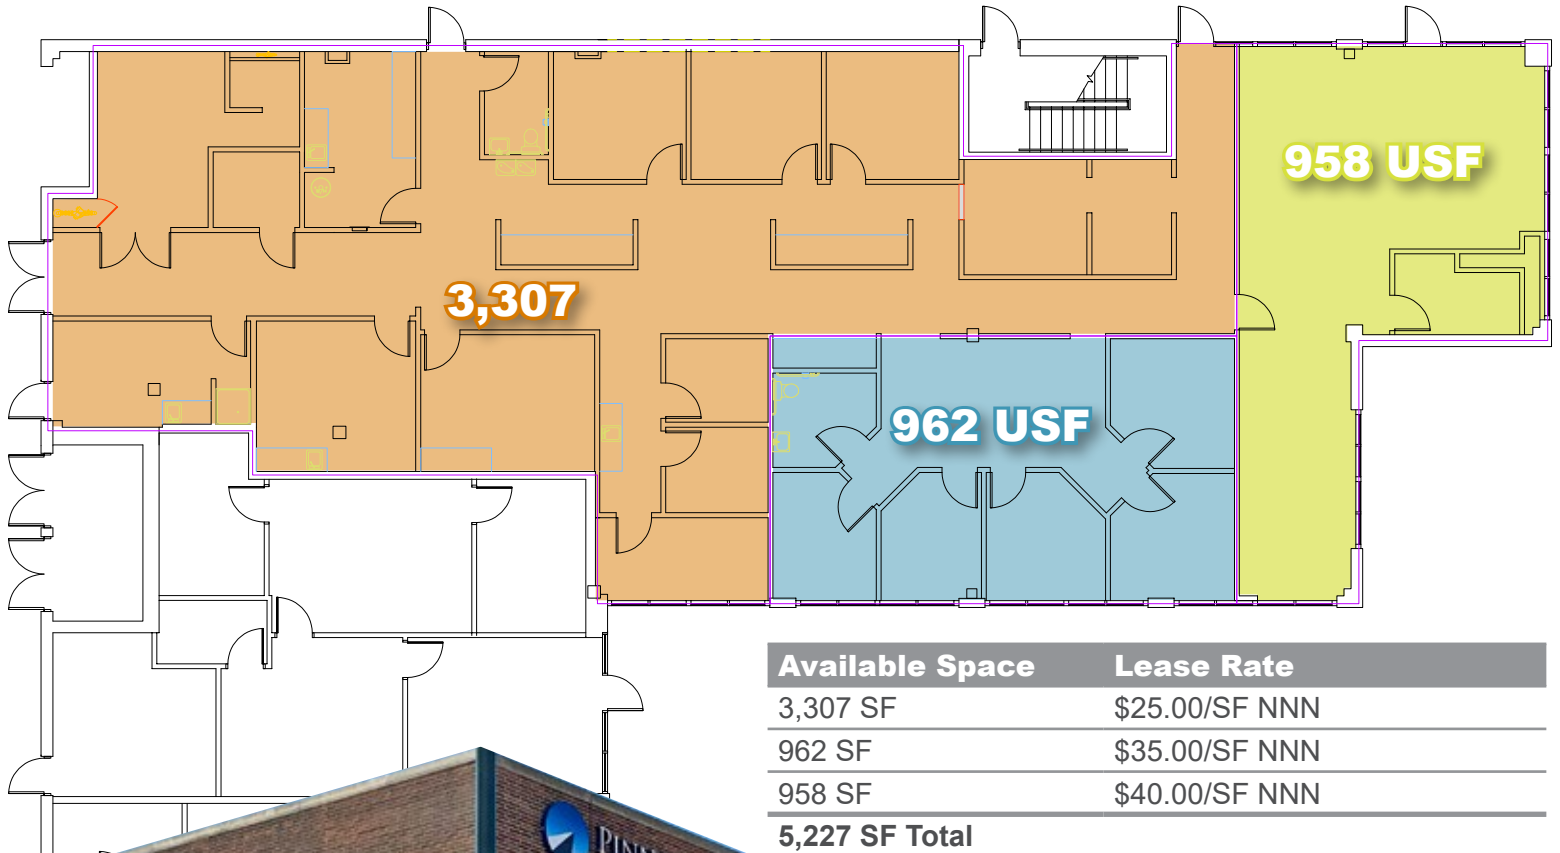 958 USF
3,307
962 USF
Available Space Lease Rate
3,307 SF $25.00/SF NNN
962 SF $35.00/SF NNN
958 SF $40.00/SF NNN
5,227 SF Total